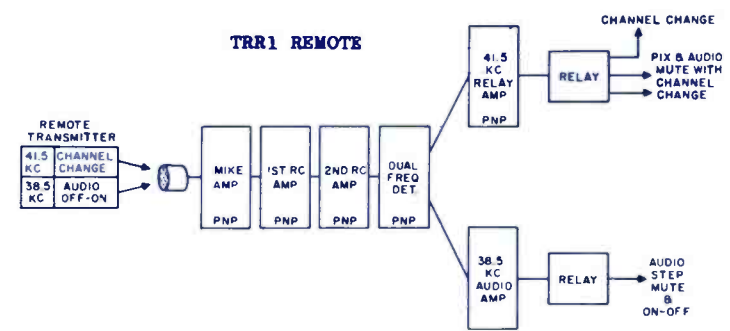 TRR1 REMOTE
REMOTE
TRANSMITTER
41.5
KC
CHANNEL
CHANGE
38.5
KC
AUDIO
OFF-ON
MIKE
AMP
PNP
1ST RC
AMP
PNP
2ND RC
AMP
PNP
DUAL
FREQ
DET.
PNP
41.5
KC
RELAY
AMP
PNP
RELAY
CHANNEL CHANGE
PIX & AUDIO
MUTE WITH
CHANNEL
CHANGE
38.5
KC
AUDIO
AMP
RELAY
AUDIO
STEP
MUTE
&
ON-OFF